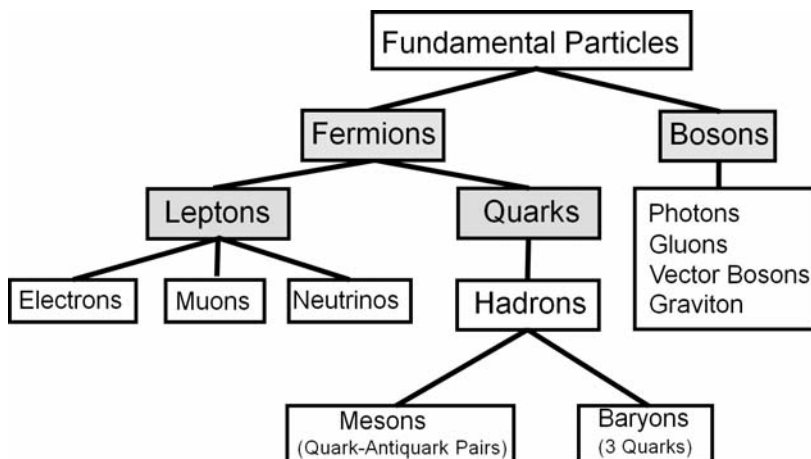 Fundamental Particles
Fermions
Bosons
Leptons
Quarks
Photons
Gluons
Vector Bosons
Graviton
Electrons
Muons
Neutrinos
Hadrons
Mesons
(Quark-Antiquark Pairs)
Baryons
(3 Quarks)